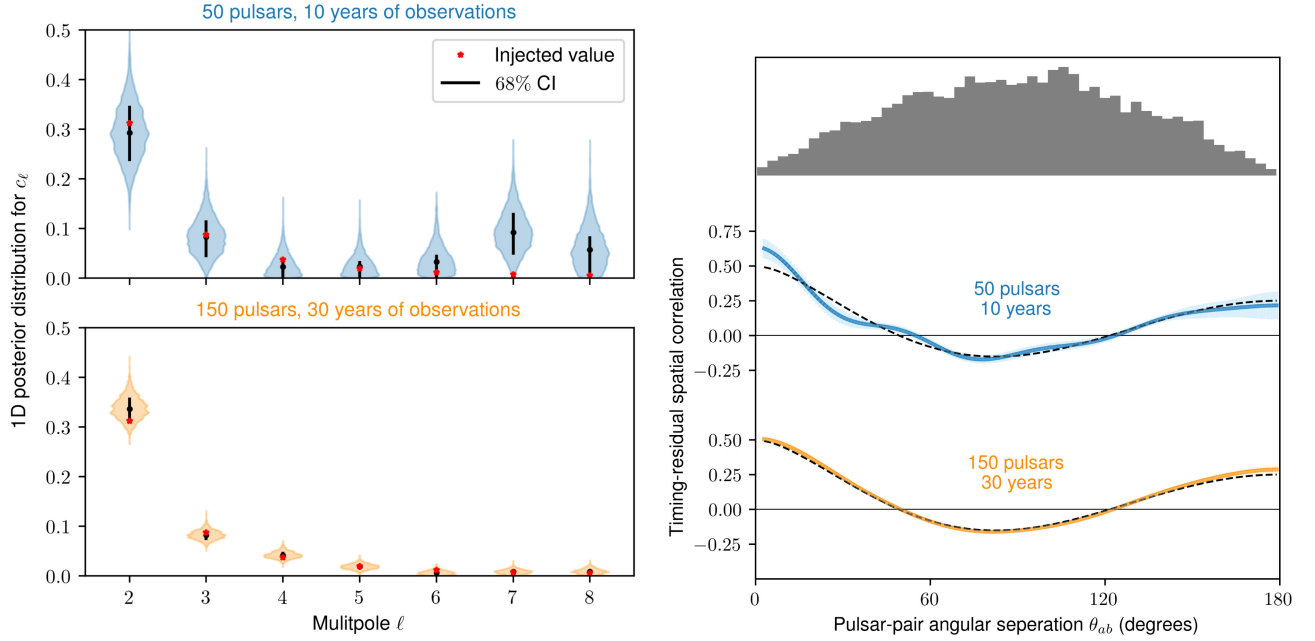 50 pulsars, 10 years of observations
Injected value
68% CI
0.5
0.4
0.3
0.2
0.1
0.0
150 pulsars, 30 years of observations
0.5
0.4
0.3
0.2
0.1
0.0
2 3 4 5 6 7 8
Mulitpole ℓ
1D posterior distribution for cℓ
0.75
0.50
0.25
0.00
−0.25
50 pulsars
10 years
0.50
0.25
0.00
−0.25
150 pulsars
30 years
0 60 120 180
Pulsar-pair angular seperation θab (degrees)
Timing-residual spatial correlation